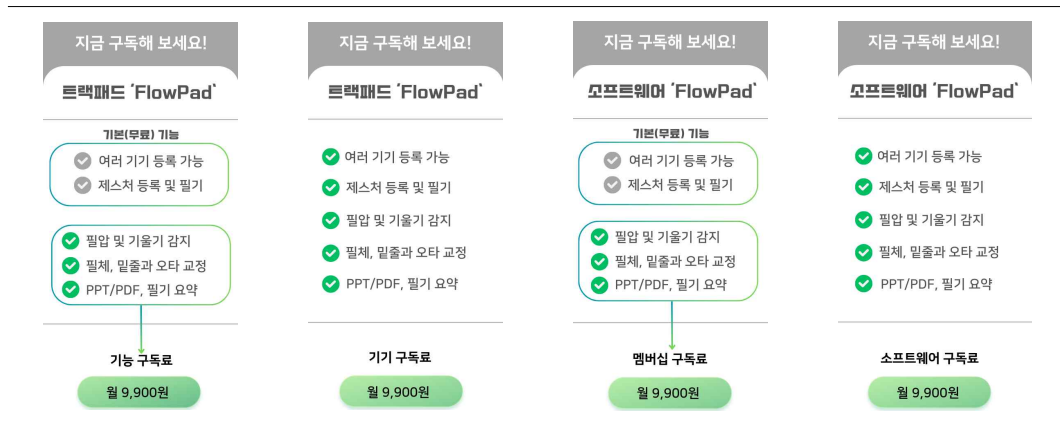 지금 구독해 보세요!
트랙패드 'FlowPad'
기본(무료) 기능
여러 기기 등록 가능
제스처 등록 및 필기
필압 및 기울기 감지
필체, 밑줄과 오타 교정
PPT/PDF, 필기 요약
기능 구독료
월 9,900원
지금 구독해 보세요!
트랙패드 'FlowPad'
여러 기기 등록 가능
제스처 등록 및 필기
필압 및 기울기 감지
필체, 밑줄과 오타 교정
PPT/PDF, 필기 요약
기기 구독료
월 9,900원
지금 구독해 보세요!
소프트웨어 'FlowPad'
기본(무료) 기능
여러 기기 등록 가능
제스처 등록 및 필기
필압 및 기울기 감지
필체, 밑줄과 오타 교정
PPT/PDF, 필기 요약
멤버십 구독료
월 9,900원
지금 구독해 보세요!
소프트웨어 'FlowPad'
여러 기기 등록 가능
제스처 등록 및 필기
필압 및 기울기 감지
필체, 밑줄과 오타 교정
PPT/PDF, 필기 요약
소프트웨어 구독료
월 9,900원